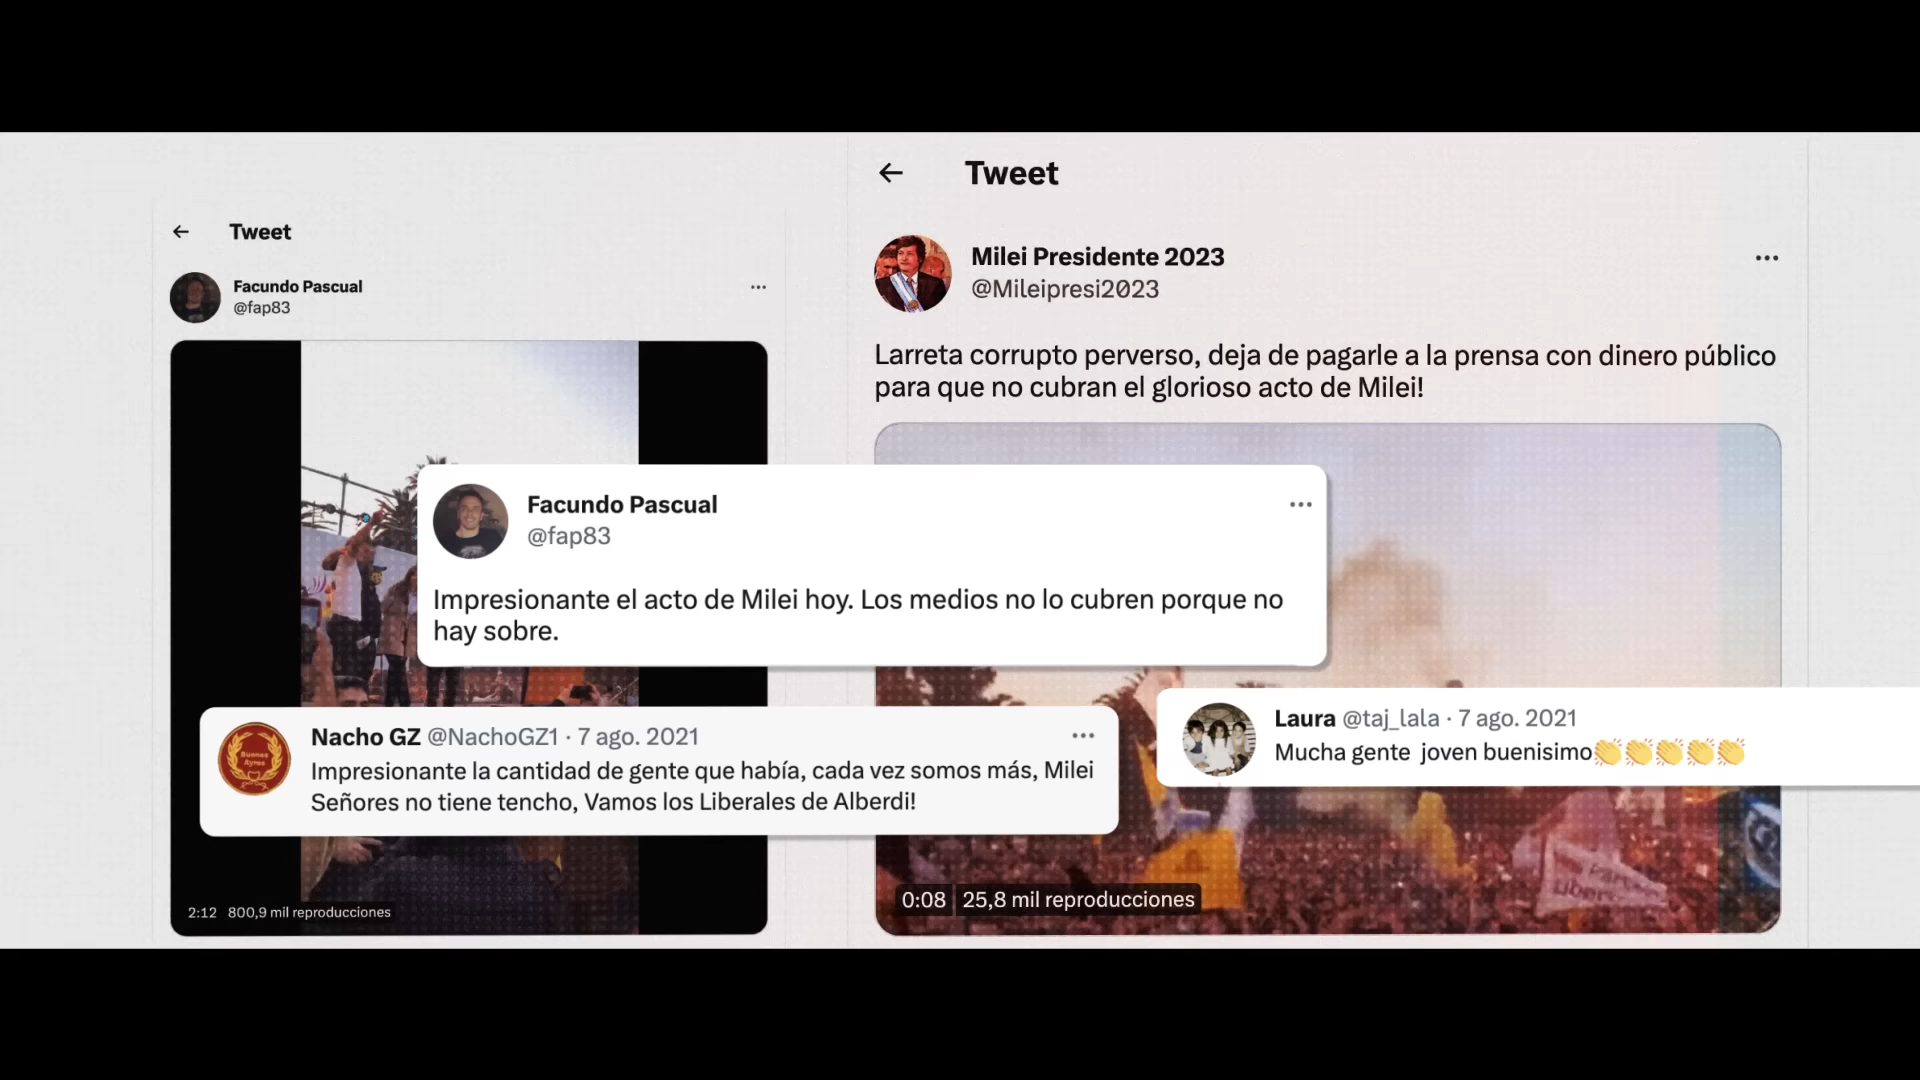 Tweet
Facundo Pascual
@fap83
2:12 800,9 mil reproducciones
Tweet
Milei Presidente 2023
@Mileipresi2023
Larreta corrupto perverso, deja de pagarle a la prensa con dinero público
para que no cubran el glorioso acto de Milei!
Facundo Pascual
@fap83
Impresionante el acto de Milei hoy. Los medios no lo cubren porque no
hay sobre.
Nacho GZ @NachoGZ1 · 7 ago. 2021
Buenos
Ayres
Impresionante la cantidad de gente que había, cada vez somos más, Milei
Señores no tiene tencho, Vamos los Liberales de Alberdi!
Laura @taj_lala · 7 ago. 2021
Mucha gente joven buenisimo👏👏👏👏👏
0:08 25,8 mil reproducciones